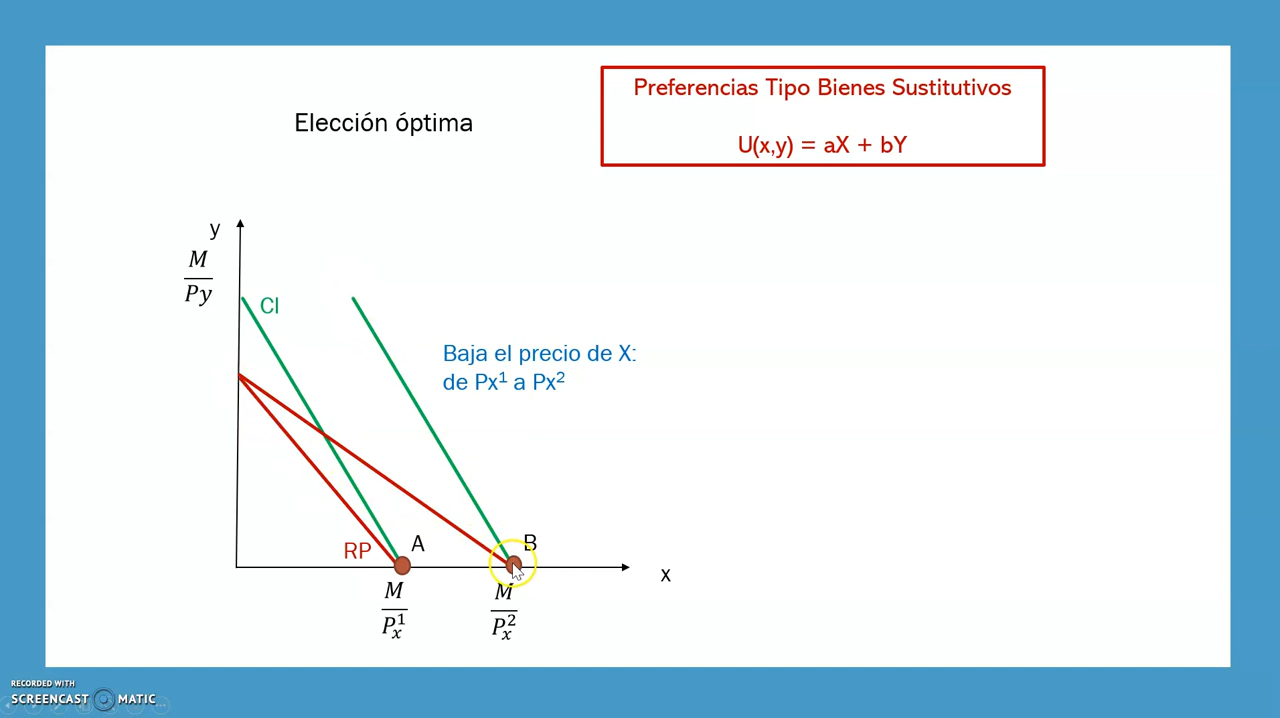 Preferencias Tipo Bienes Sustitutivos
U(x,y) = aX + bY
Elección óptima
y
M
Py
CI
Baja el precio de X:
de Px¹ a Px²
RP
A
B
x
M
P¹ₓ
M
P²ₓ
RECORDED WITH
SCREENCAST MATIC